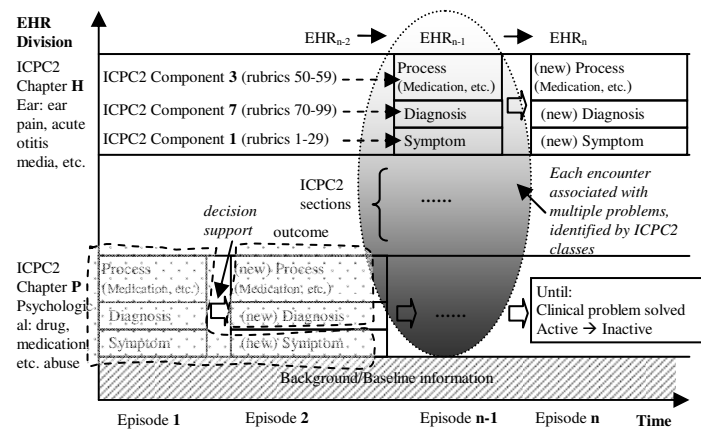 EHR
Division
EHRn-2
EHRn-1
EHRn
ICPC2
Chapter H
Ear: ear
pain, acute
otitis
media, etc.
ICPC2 Component 3 (rubrics 50-59)
ICPC2 Component 7 (rubrics 70-99)
ICPC2 Component 1 (rubrics 1-29)
Process
(Medication, etc.)
Diagnosis
Symptom
(new) Process
(Medication, etc.)
(new) Diagnosis
(new) Symptom
ICPC2
sections
......
Each encounter
associated with
multiple problems,
identified by ICPC2
classes
decision
support
outcome
ICPC2
Chapter P
Psychologic
al: drug,
medication
etc. abuse
Process
(Medication, etc.)
Diagnosis
Symptom
(new) Process
(Medication, etc.)
(new) Diagnosis
(new) Symptom
......
Until:
Clinical problem solved
Active → Inactive
Background/Baseline information
Episode 1
Episode 2
Episode n-1
Episode n
Time